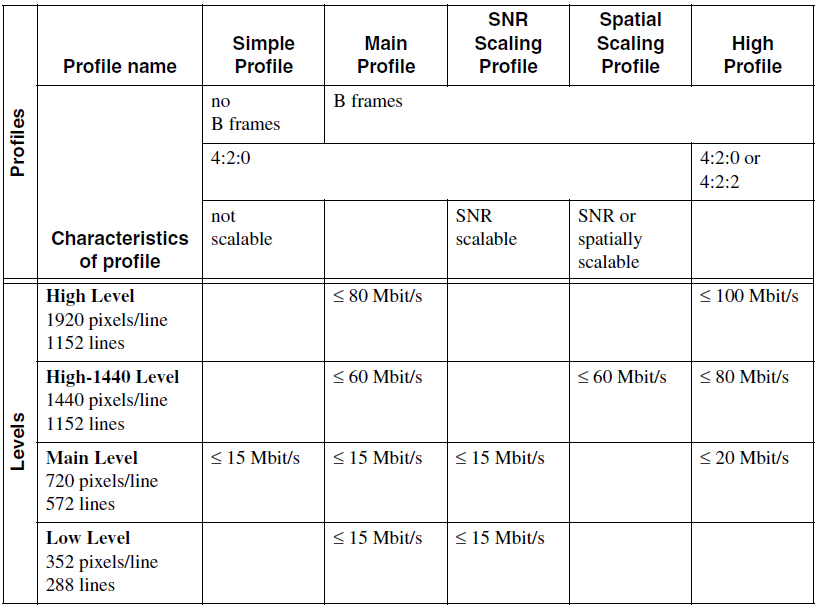 Profiles
Profile name
Simple
Profile
Main
Profile
SNR
Scaling
Profile
Spatial
Scaling
Profile
High
Profile
Characteristics
of profile
no
B frames
B frames
4:2:0
4:2:0 or
4:2:2
not
scalable
SNR
scalable
SNR or
spatially
scalable
Levels
High Level
1920 pixels/line
1152 lines
≤ 80 Mbit/s
≤ 100 Mbit/s
High-1440 Level
1440 pixels/line
1152 lines
≤ 60 Mbit/s
≤ 60 Mbit/s
≤ 80 Mbit/s
Main Level
720 pixels/line
572 lines
≤ 15 Mbit/s
≤ 15 Mbit/s
≤ 15 Mbit/s
≤ 20 Mbit/s
Low Level
352 pixels/line
288 lines
≤ 15 Mbit/s
≤ 15 Mbit/s